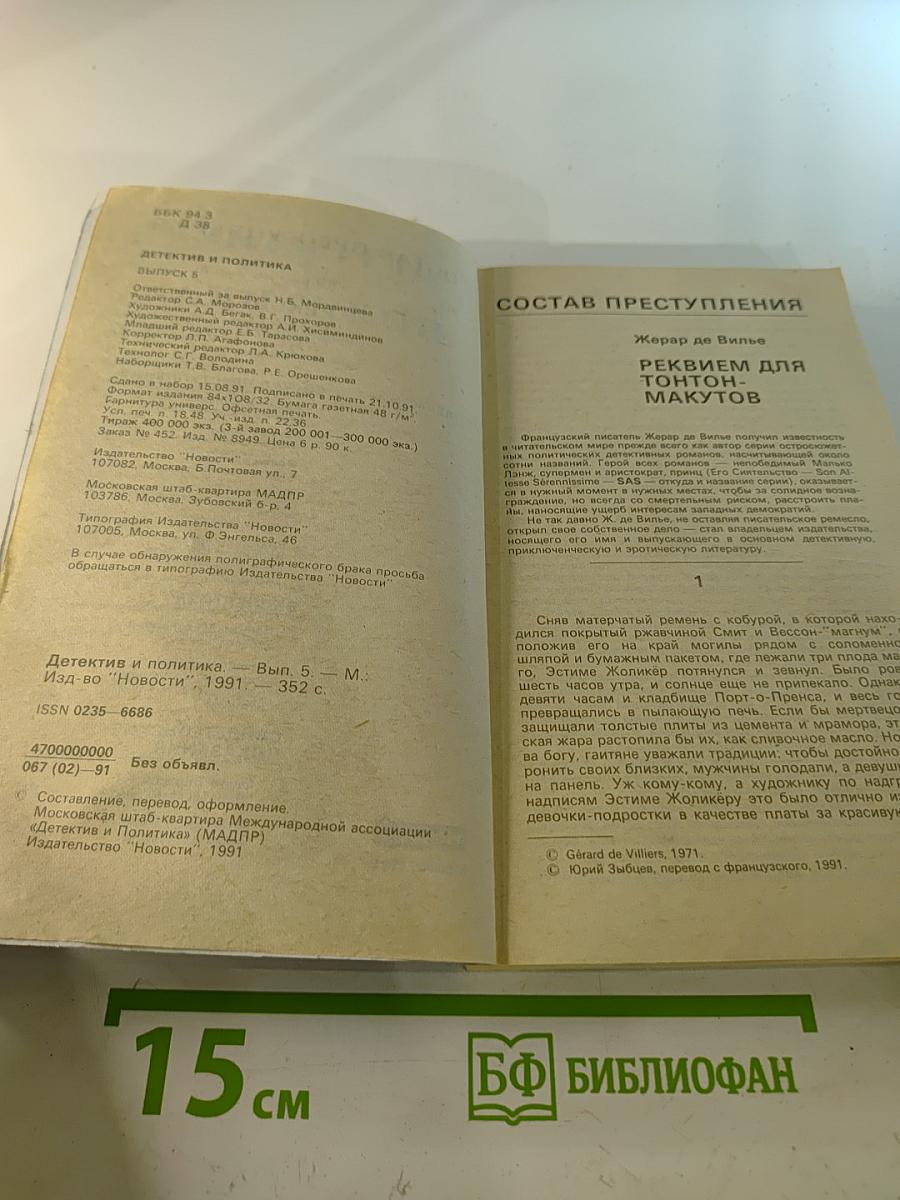 ББК 94.3
Д 38
ДЕТЕКТИВ И ПОЛИТИКА
ВЫПУСК 5
Ответственный за выпуск Н.Б. Мордвинцева
Редактор С.А. Морозов
Художники А.Д. Бегак, В.Г. Прохоров
Художественный редактор А.И. Хисиминдинов
Младший редактор Е.Б. Тарасова
Корректор Л.П. Агафонова
Технический редактор Л.А. Крюкова
Технолог С.Г. Володина
Наборщики Т.В. Благова, Р.Е. Орешенкова
Сдано в набор 15.08.91. Подписано в печать 21.10.91.
Формат издания 84х108/32. Бумага газетная 48 г/м².
Гарнитура универс. Офсетная печать.
Усл. печ. л. 18,48. Уч.-изд. л. 22,36
Тираж 400 000 экз. (3-й завод 200 001—300 000 экз.)
Заказ № 452. Изд. № 8949. Цена 6 р. 90 к.
Издательство "Новости"
107082, Москва, Б.Почтовая ул., 7
Московская штаб-квартира МАДПР
103786, Москва, Зубовский б-р, 4
Типография Издательства "Новости"
107005, Москва, ул. Ф.Энгельса, 46
В случае обнаружения полиграфического брака просьба
обращаться в типографию Издательства "Новости"
Детектив и политика. — Вып. 5. — М.:
Изд-во "Новости", 1991. — 352 с.
ISSN 0235—6686
4700000000
067 (02)—91 Без объявл.
© Составление, перевод, оформление.
Московская штаб-квартира Международной ассоциации
«Детектив и Политика» (МАДПР)
Издательство "Новости", 1991
СОСТАВ ПРЕСТУПЛЕНИЯ
Жерар де Вилье
РЕКВИЕМ ДЛЯ
ТОНТОН-
МАКУТОВ
Французский писатель Жерар де Вилье получил известность
в читательском мире прежде всего как автор серии остросюжет-
ных политических детективных романов, насчитывающей около
сотни названий. Герой всех романов — непобедимый Малько
Лэнж, супермен и аристократ, принц (Его Сиятельство — Son Al-
tesse Sérennissime — SAS — откуда и название серии), оказывает-
ся в нужный момент в нужных местах, чтобы за солидное возна-
граждение, но всегда со смертельным риском, расстроить пла-
ны, наносящие ущерб интересам западных демократий.
Не так давно Ж. де Вилье, не оставляя писательское ремесло,
открыл свое собственное дело — стал владельцем издательства,
носящего его имя и выпускающего в основном детективную,
приключенческую и эротическую литературу.
1
Сняв матерчатый ремень с кобурой, в которой нахо-
дился покрытый ржавчиной Смит и Вессон-"магнум",
положив его на край могилы рядом с соломенно
шляпой и бумажным пакетом, где лежали три плода ма
го, Эстиме Жоликёр потянулся и зевнул. Было ров
шесть часов утра, и солнце еще не припекало. Однак
девяти часам и кладбище Порт-о-Пренса, и весь го
превращались в пылающую печь. Если бы мертвецо
защищали толстые плиты из цемента и мрамора, эт
ская жара растопила бы их, как сливочное масло. Но
ва богу, гаитяне уважали традиции: чтобы достойно
ронить своих близких, мужчины голодали, а девуш
на панель. Уж кому-кому, а художнику по надгр
надписям Эстиме Жоликёру это было отлично из
девочки-подростки в качестве платы за красивую
© Gérard de Villiers, 1971.
© Юрий Зыбцев, перевод с французского, 1991.
15 см
БФ БИБЛИОФАН